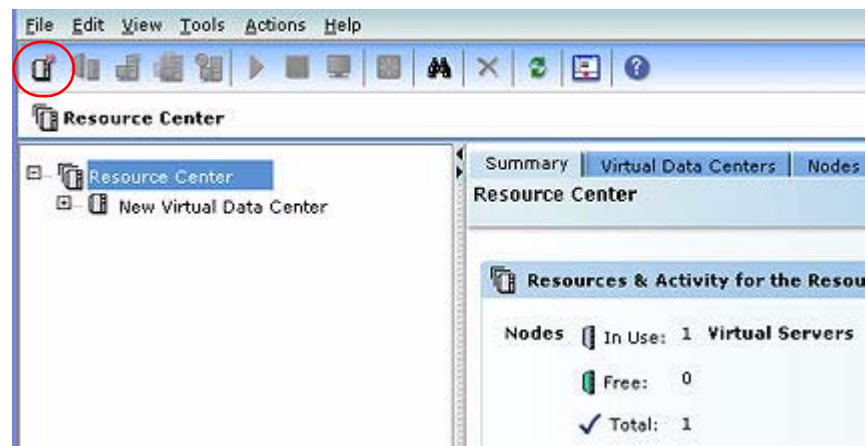 File Edit View Tools Actions Help
Resource Center
Resource Center
New Virtual Data Center
Summary Virtual Data Centers Nodes
Resource Center
Resources & Activity for the Resou
Nodes In Use: 1 Virtual Servers
Free: 0
Total: 1